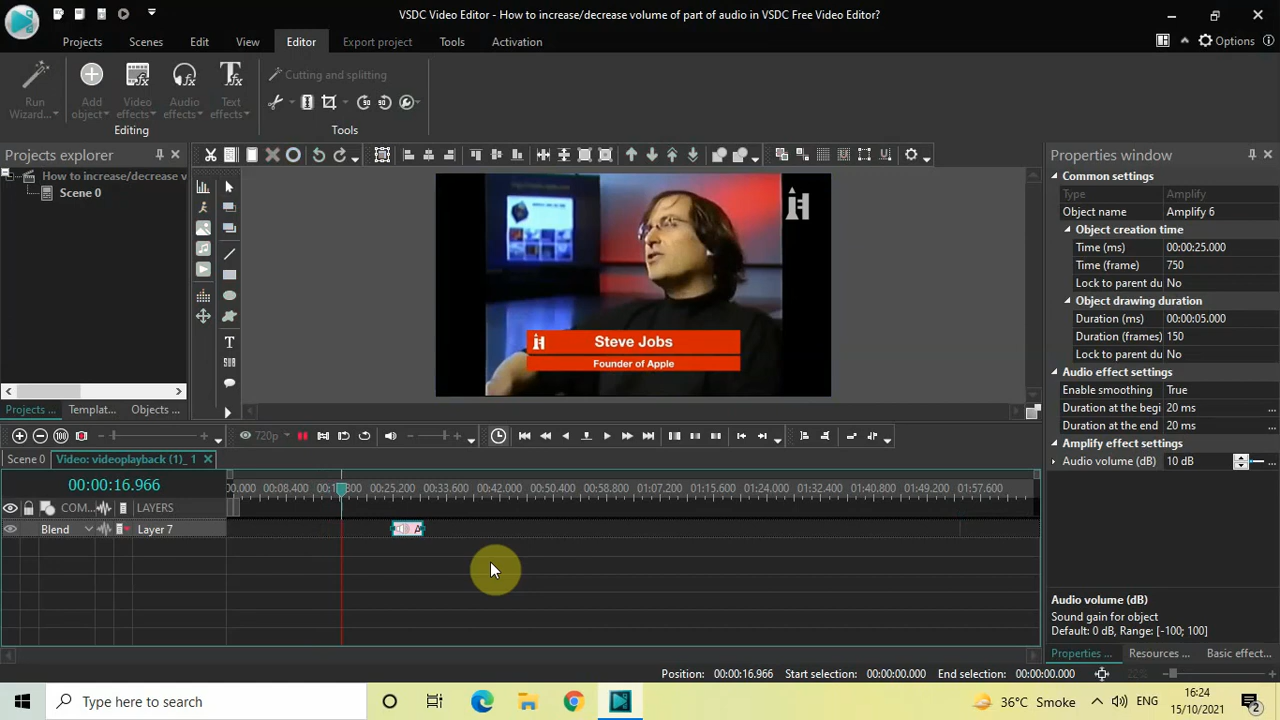 VSDC Video Editor - How to increase/decrease volume of part of audio in VSDC Free Video Editor?
Projects Scenes Edit View Editor Export project Tools Activation Options
Run Wizard... Add object Video effects Audio effects Text effects
Editing
Cutting and splitting
Tools
Projects explorer
How to increase/decrease v
Scene 0
Projects ... Templat... Objects ...
Steve Jobs
Founder of Apple
Properties window
Common settings
Type Amplify
Object name Amplify 6
Object creation time
Time (ms) 00:00:25.000
Time (frame) 750
Lock to parent du No
Object drawing duration
Duration (ms) 00:00:05.000
Duration (frames) 150
Lock to parent du No
Audio effect settings
Enable smoothing True
Duration at the begi 20 ms ...
Duration at the end 20 ms ...
Amplify effect settings
Audio volume (dB) 10 dB ...
Audio volume (dB)
Sound gain for object
Default: 0 dB, Range: [-100; 100]
Properties ... Resources ... Basic effect...
720p
Scene 0 Video: videoplayback (1)_ 1
00:00:16.966
00:08.400 00:25.200 00:33.600 00:42.000 00:50.400 00:58.800 01:07.200 01:15.600 01:24.000 01:32.400 01:40.800 01:49.200 01:57.600
COM... LAYERS
Blend Layer 7
Position: 00:00:16.966 Start selection: 00:00:00.000 End selection: 00:00:00.000
Type here to search
36°C Smoke ENG
16:24
15/10/2021
2